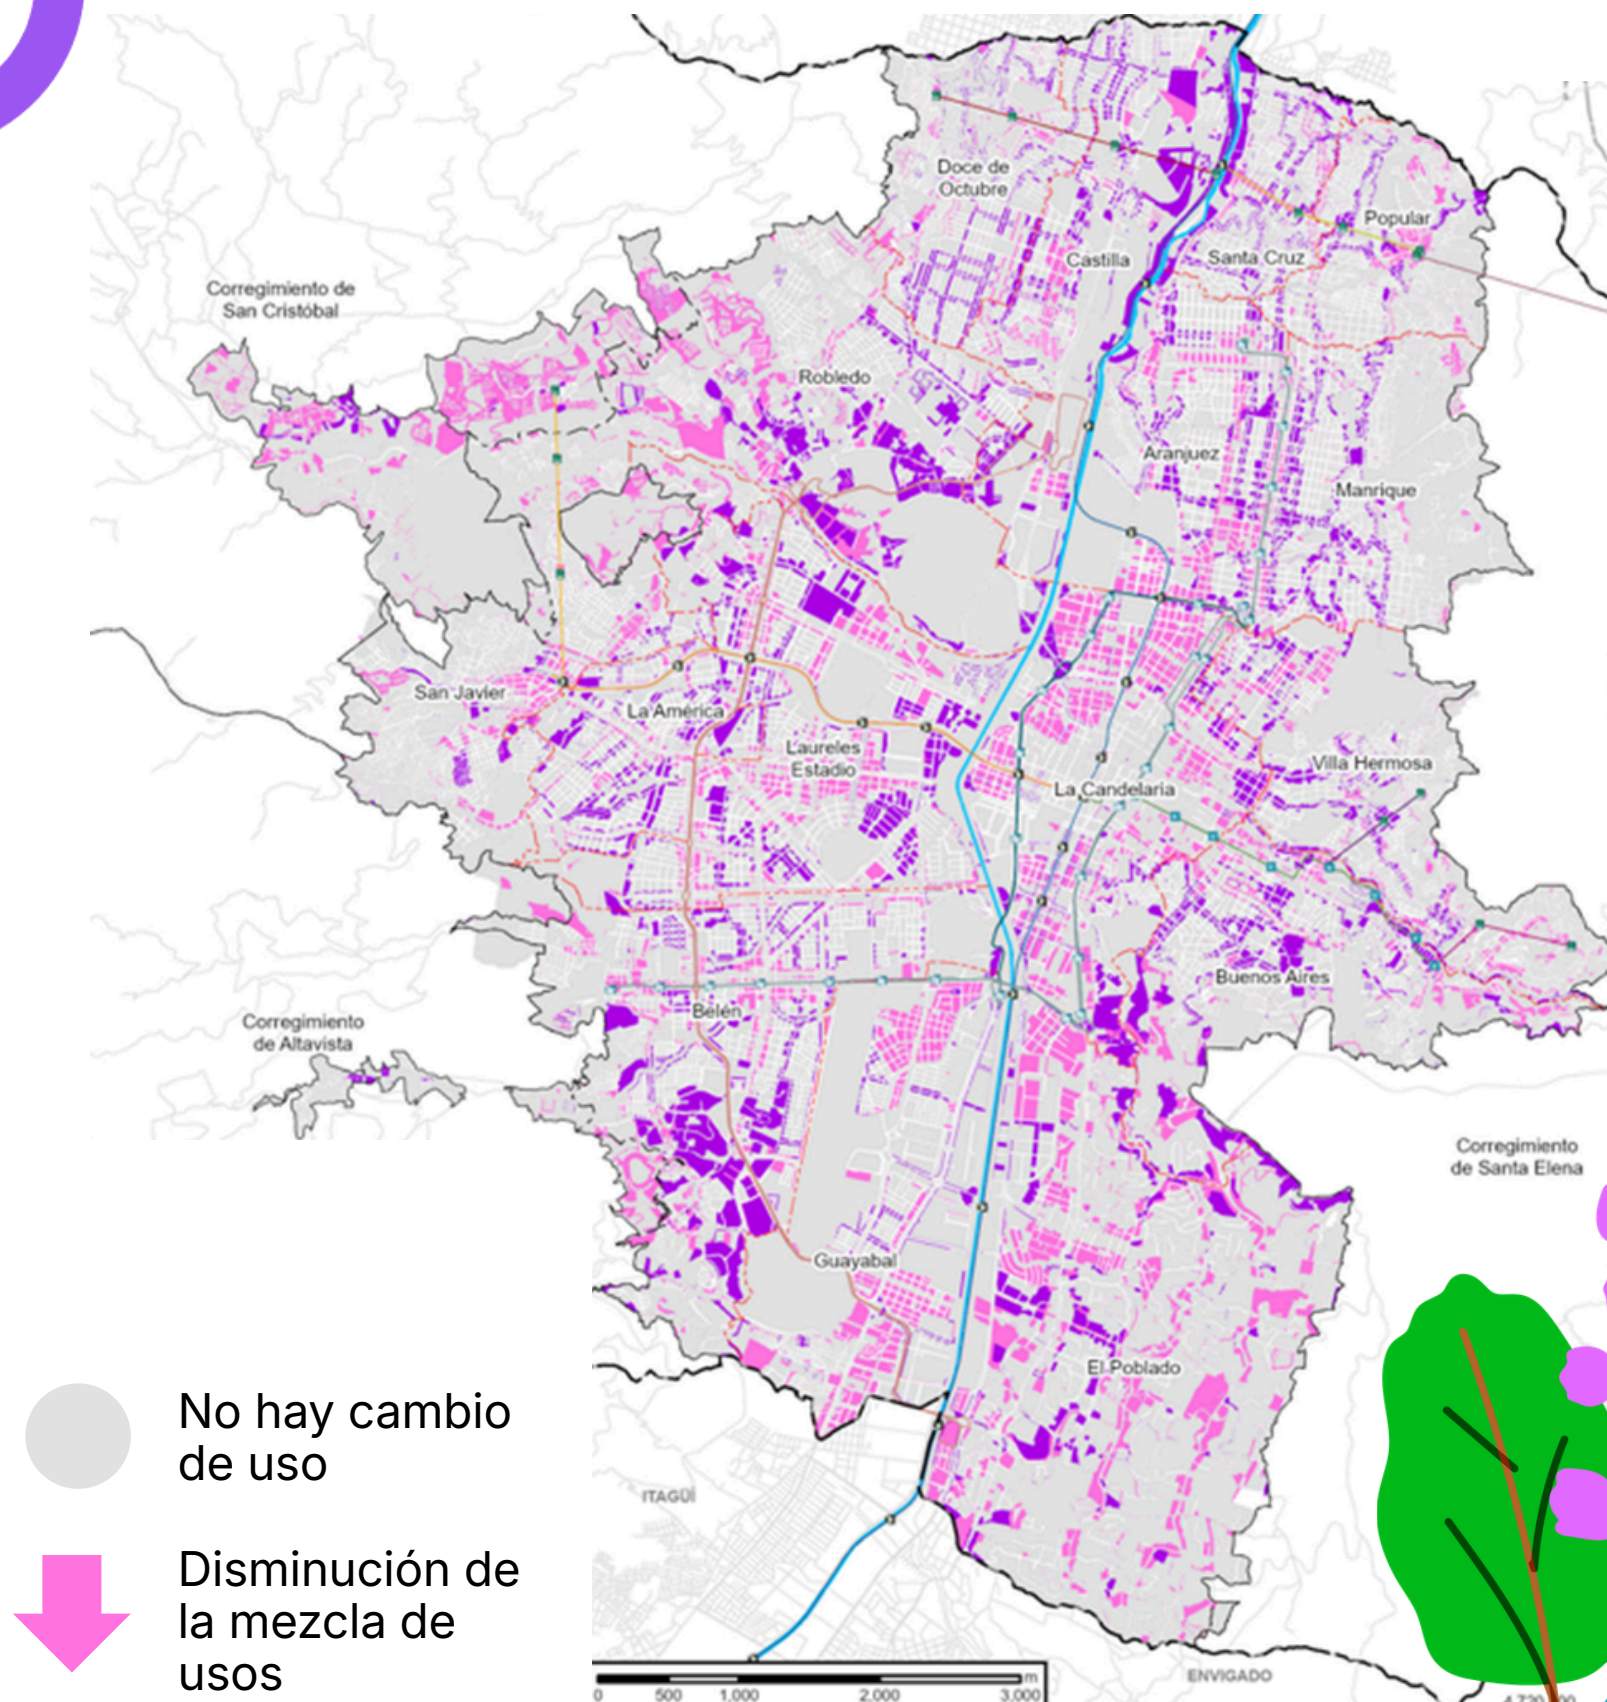 Doce de
Octubre
Popular
Castilla
Santa Cruz
Corregimiento de
San Cristóbal
Robledo
Aranjuez
Manrique
San Javier
La América
Laureles
Estadio
Villa Hermosa
La Candelaria
Buenos Aires
Belén
Corregimiento
de Altavista
Corregimiento
de Santa Elena
Guayabal
El Poblado
No hay cambio
de uso
ITAGÜÍ
Disminución de
la mezcla de
usos
ENVIGADO
m
0 500 1.000 2.000 3.000